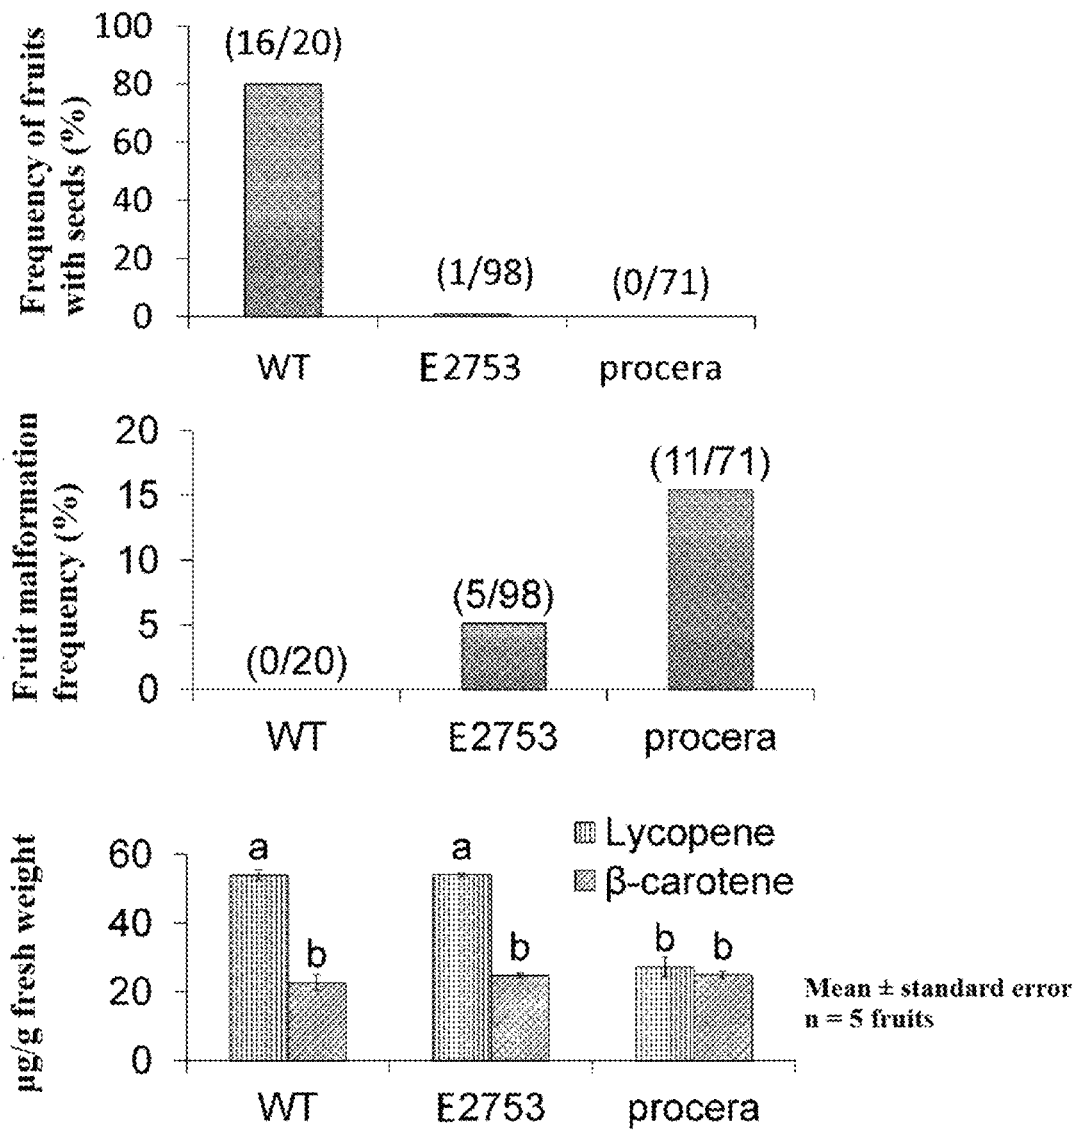 Frequency of fruits
with seeds (%)
100
80
60
40
20
0
(16/20)
(1/98)
(0/71)
WT
E2753
procera
Fruit malformation
frequency (%)
20
15
10
5
0
(0/20)
(5/98)
(11/71)
WT
E2753
procera
µg/g fresh weight
60
40
20
0
Lycopene
β-carotene
a
b
a
b
b
b
WT
E2753
procera
Mean ± standard error
n = 5 fruits